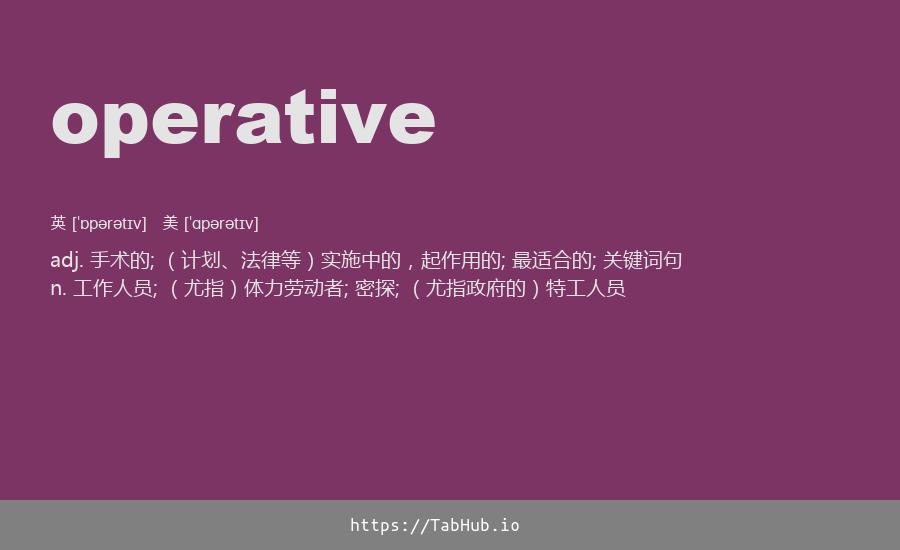 operative
英 [ˈɒpərətɪv] 美 [ˈɑpərətɪv]
adj. 手术的; （计划、法律等）实施中的，起作用的; 最适合的; 关键词句
n. 工作人员; （尤指）体力劳动者; 密探; （尤指政府的）特工人员
https://TabHub.io